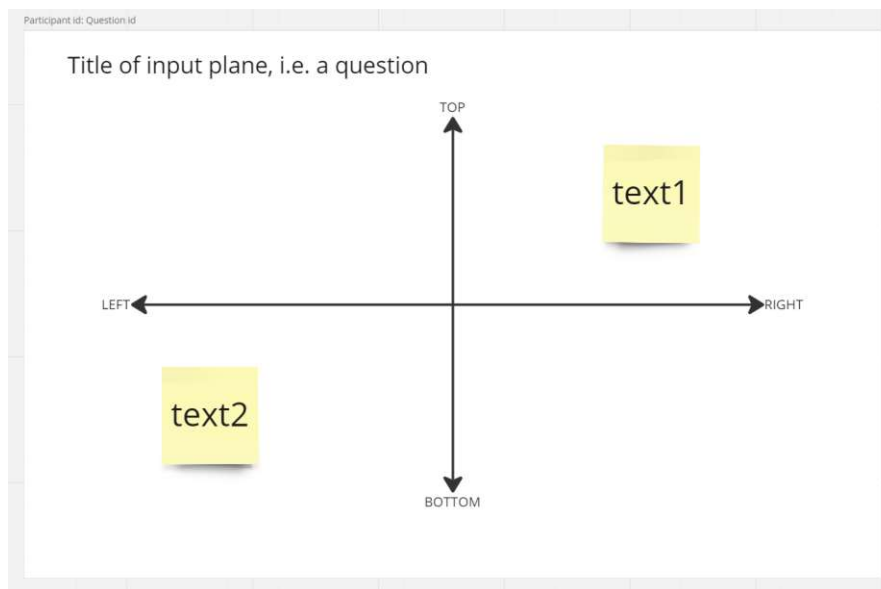 Participant id: Question id
Title of input plane, i.e. a question
TOP
text1
LEFT
RIGHT
text2
BOTTOM